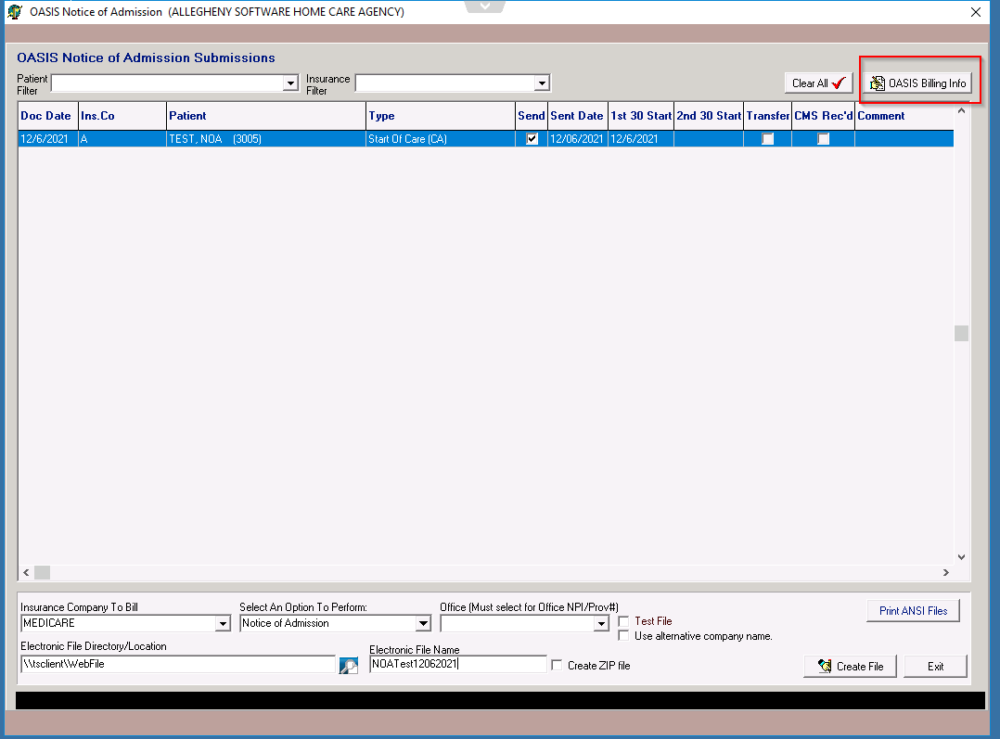 OASIS Notice of Admission (ALLEGHENY SOFTWARE HOME CARE AGENCY)
OASIS Notice of Admission Submissions
Patient Filter
Insurance Filter
Clear All
OASIS Billing Info
Doc Date Ins.Co Patient Type Send Sent Date 1st 30 Start 2nd 30 Start Transfer CMS Rec'd Comment
12/6/2021 A TEST, NOA (3005) Start Of Care (CA) 12/06/2021 12/6/2021
Insurance Company To Bill Select An Option To Perform: Office (Must select for Office NPI/Prov#)
MEDICARE Notice of Admission
Test File
Use alternative company name.
Print ANSI Files
Electronic File Directory/Location Electronic File Name
\\tsclient\WebFile NOATest12062021
Create ZIP file
Create File
Exit